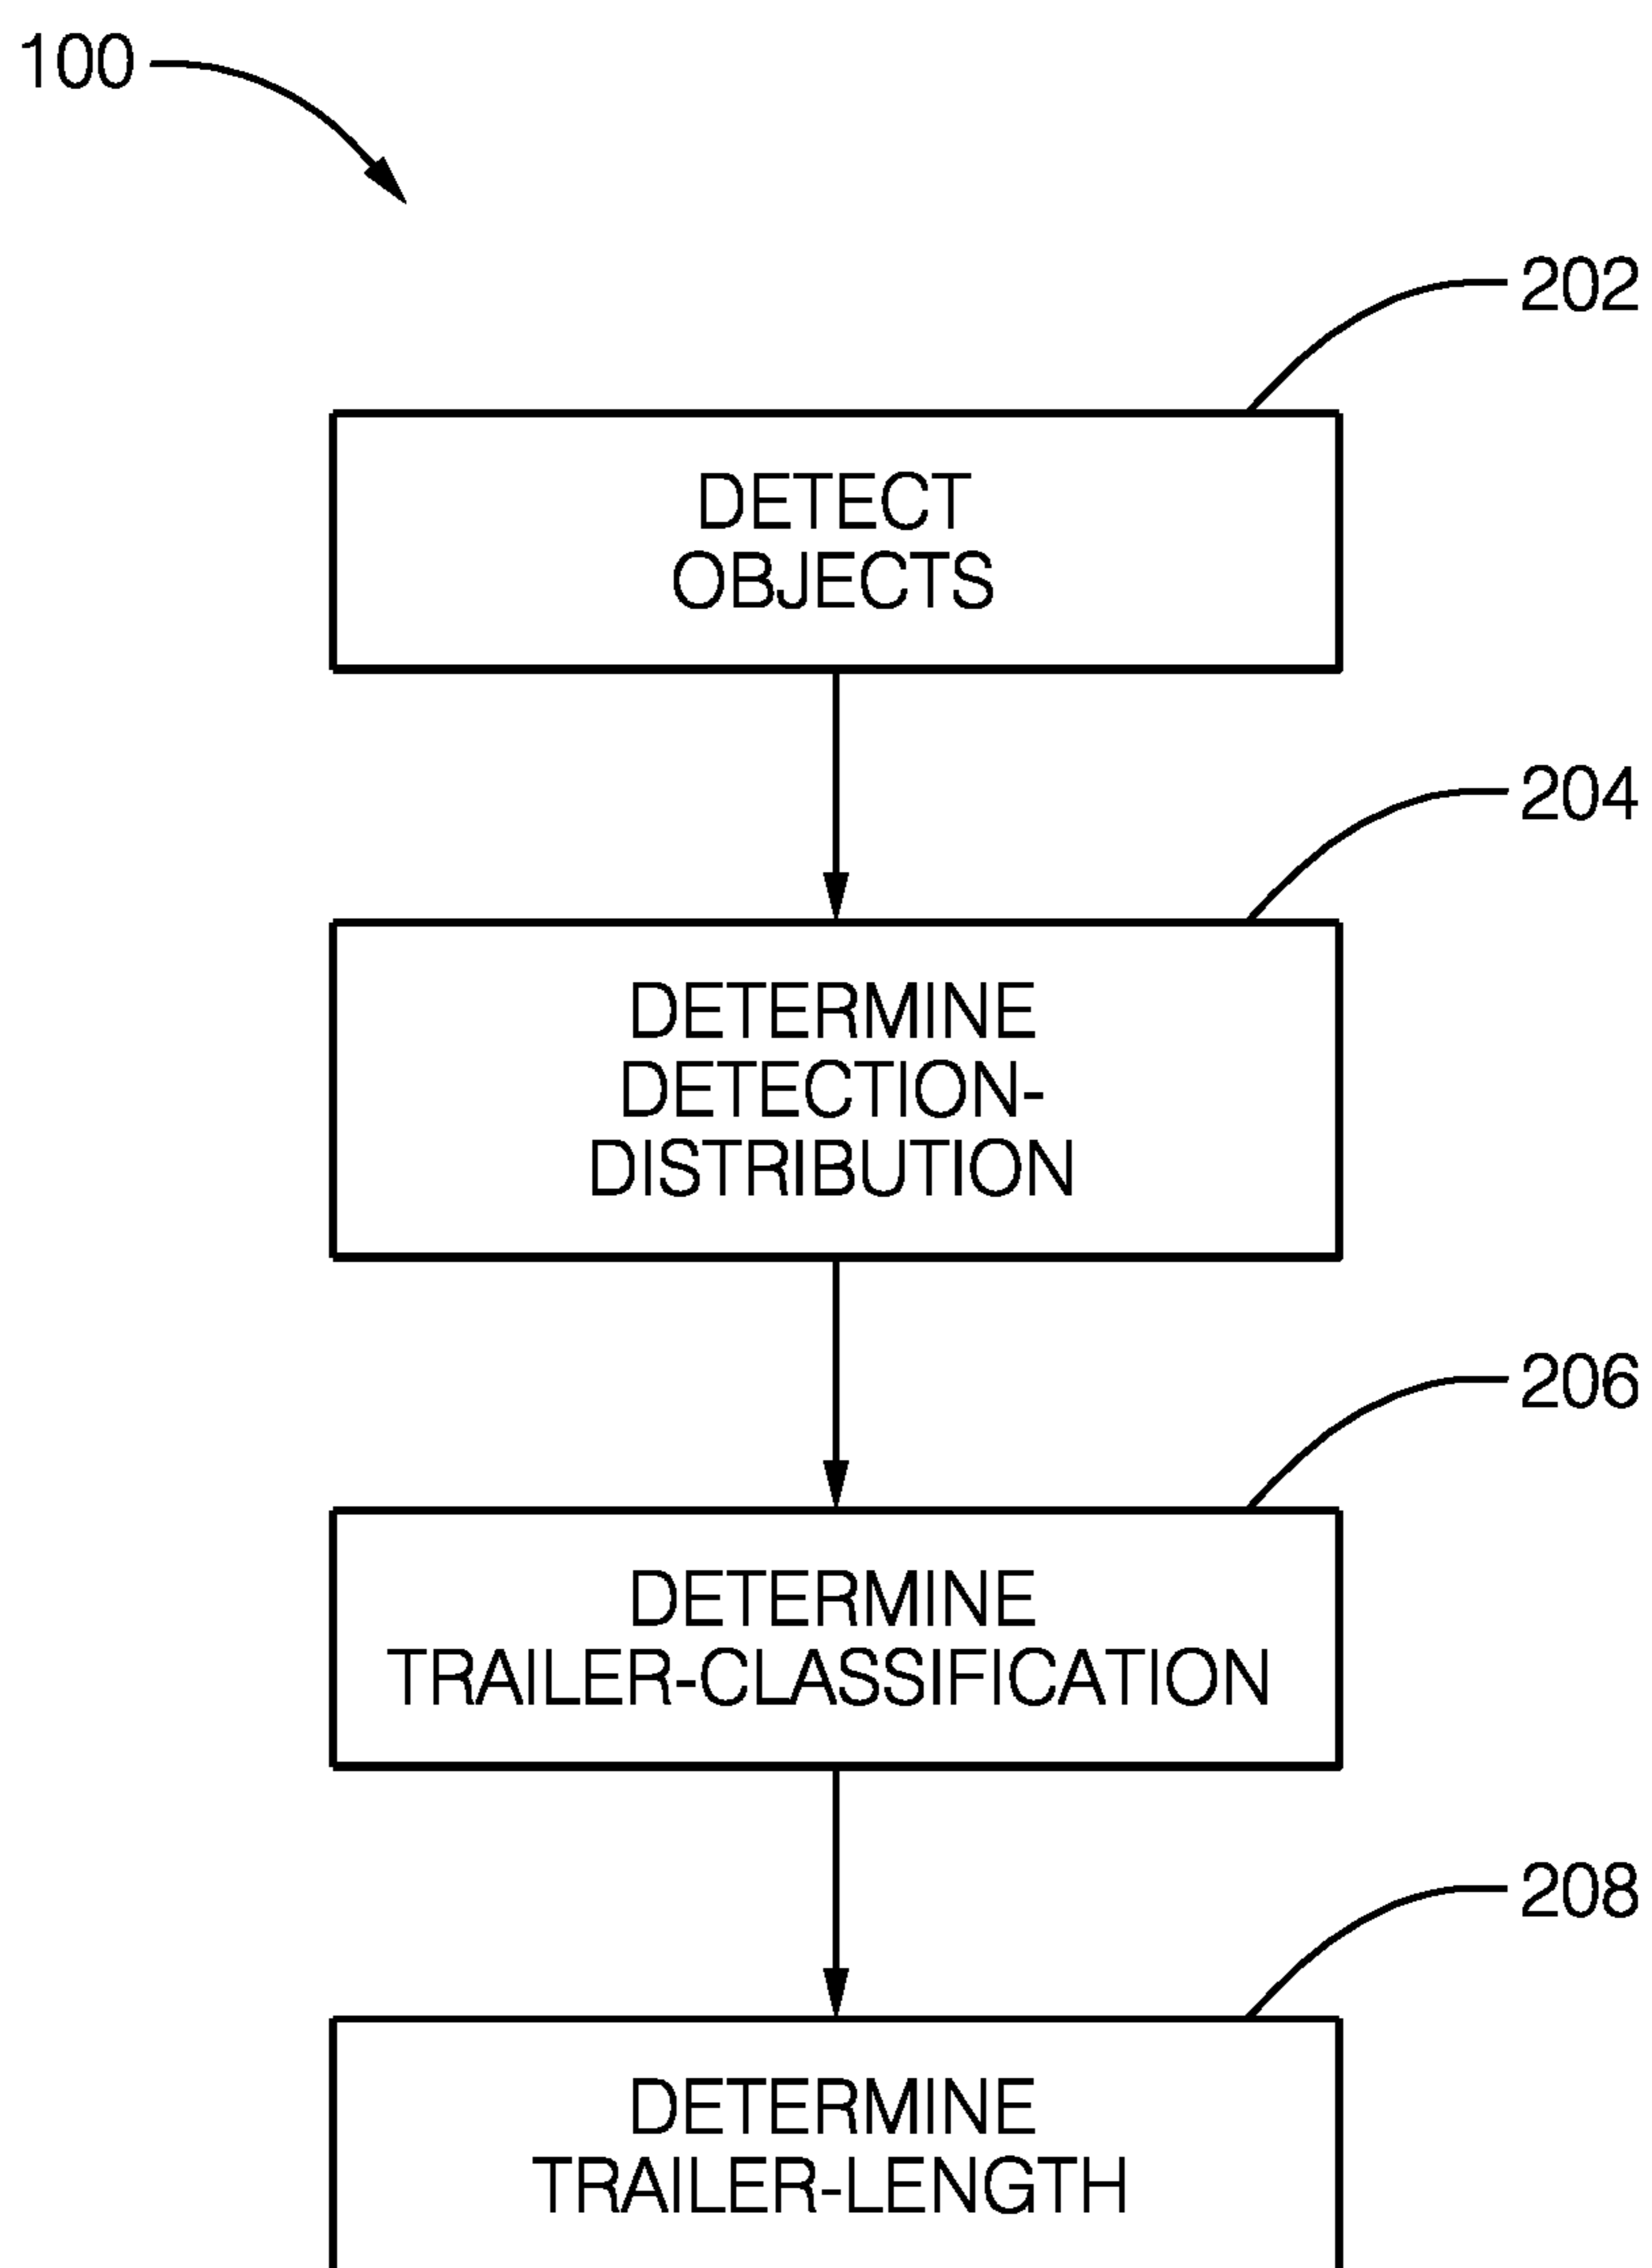 100
202
DETECT
OBJECTS
204
DETERMINE
DETECTION-
DISTRIBUTION
206
DETERMINE
TRAILER-CLASSIFICATION
208
DETERMINE
TRAILER-LENGTH